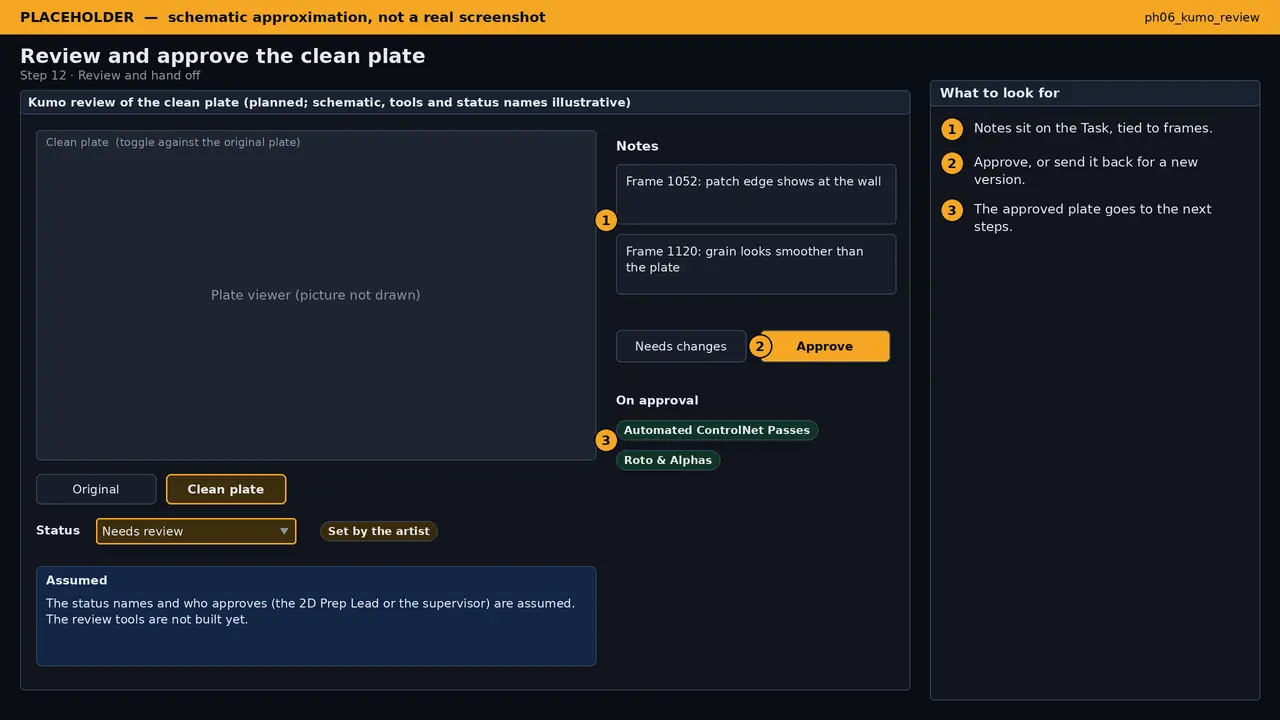 PLACEHOLDER — schematic approximation, not a real screenshot
ph06_kumo_review
Review and approve the clean plate
Step 12 · Review and hand off
Kumo review of the clean plate (planned; schematic, tools and status names illustrative)
Clean plate (toggle against the original plate)
Plate viewer (picture not drawn)
Original
Clean plate
Status
Needs review
Set by the artist
Assumed
The status names and who approves (the 2D Prep Lead or the supervisor) are assumed.
The review tools are not built yet.
Notes
1
Frame 1052: patch edge shows at the wall
Frame 1120: grain looks smoother than
the plate
Needs changes
2
Approve
On approval
3
Automated ControlNet Passes
Roto & Alphas
What to look for
1 Notes sit on the Task, tied to frames.
2 Approve, or send it back for a new
version.
3 The approved plate goes to the next
steps.